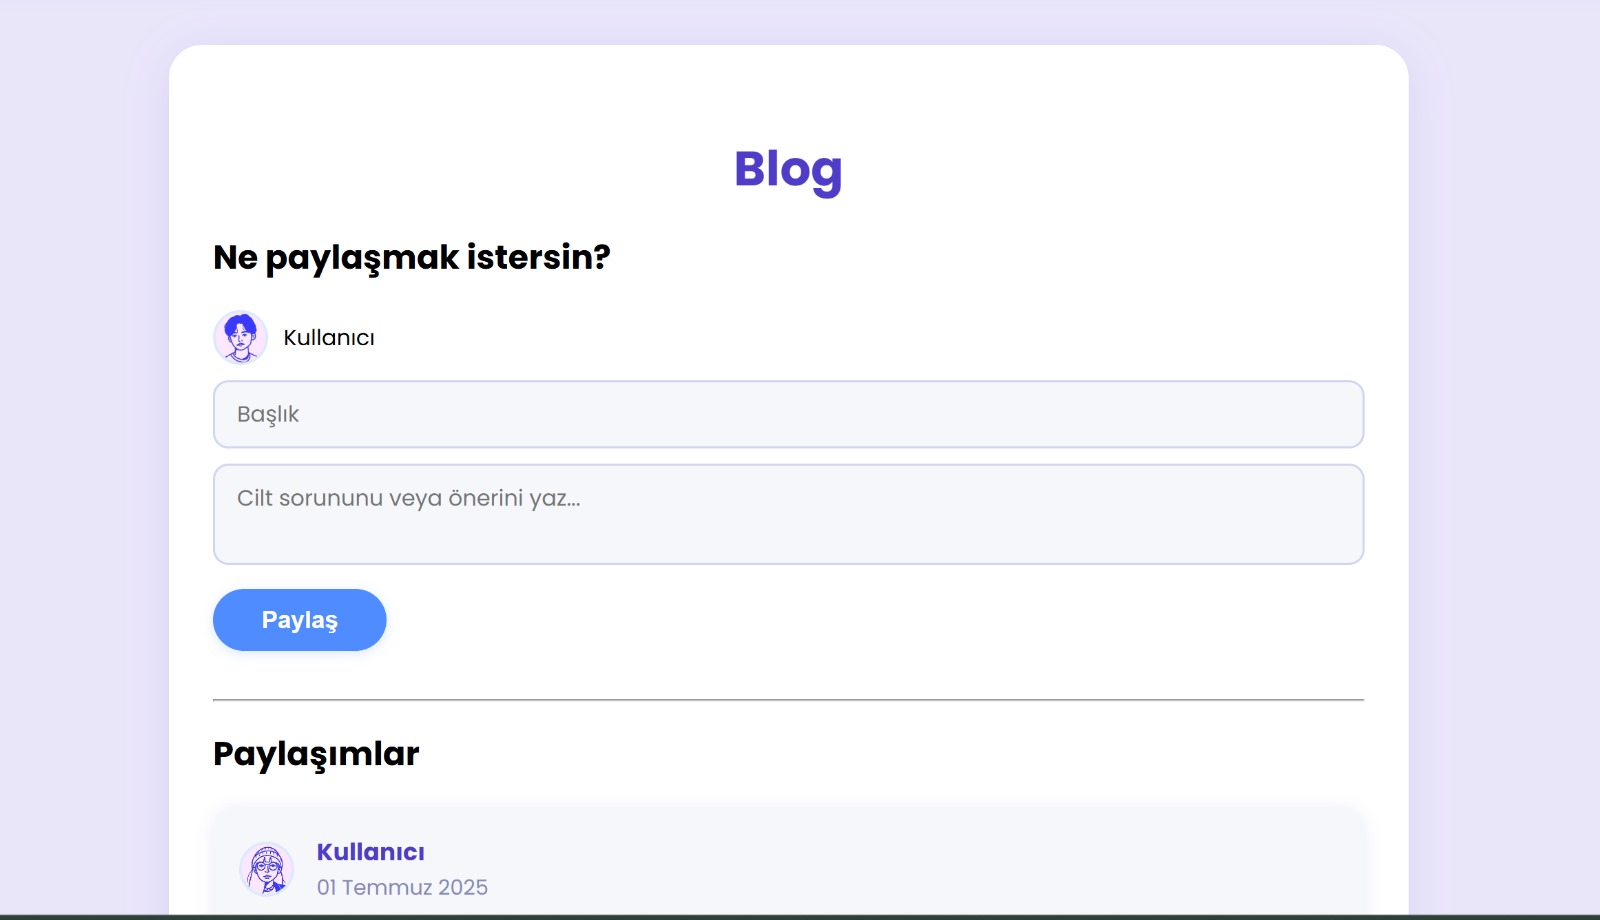 Blog
Ne paylaşmak istersin?
Kullanıcı
Başlık
Cilt sorununu veya önerini yaz...
Paylaş
Paylaşımlar
Kullanıcı
01 Temmuz 2025